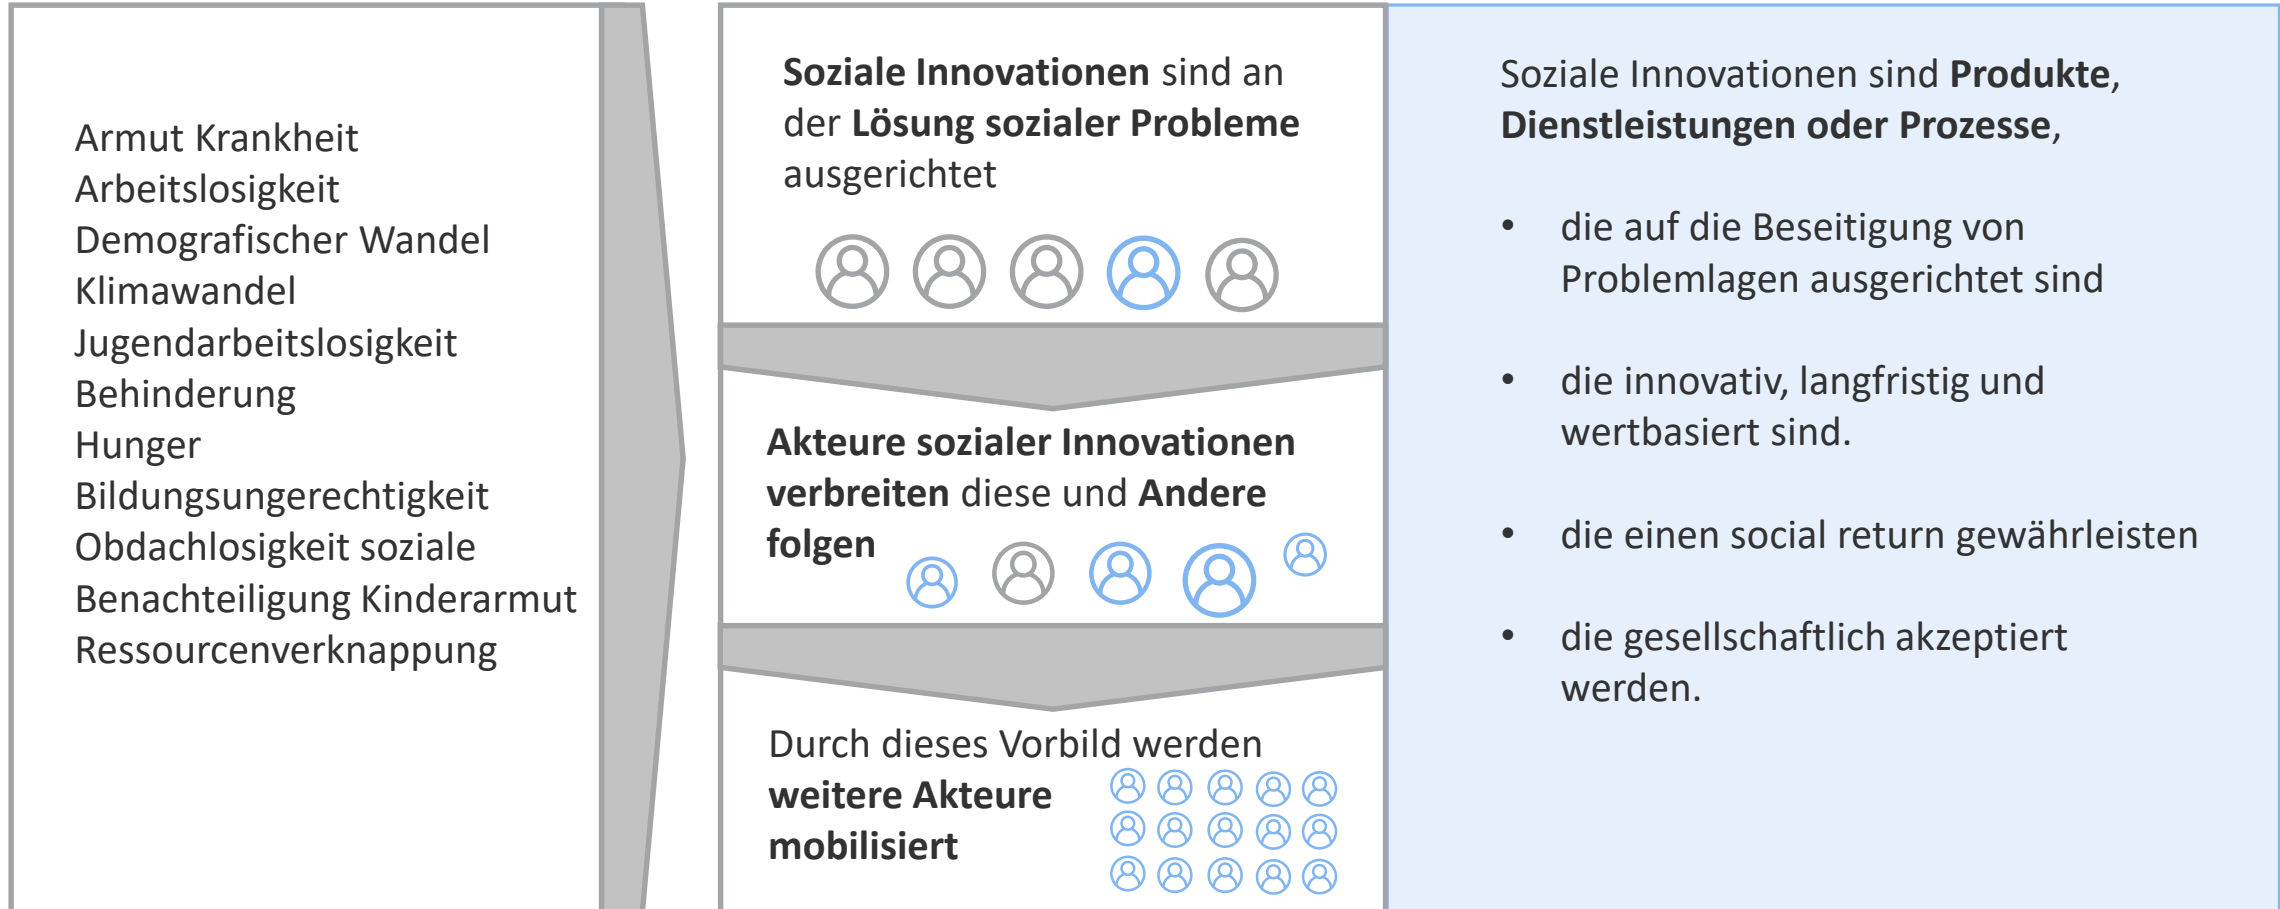 Armut Krankheit
Arbeitslosigkeit
Demografischer Wandel
Klimawandel
Jugendarbeitslosigkeit
Behinderung
Hunger
Bildungsungerechtigkeit
Obdachlosigkeit soziale
Benachteiligung Kinderarmut
Ressourcenverknappung
Soziale Innovationen sind an
der Lösung sozialer Probleme
ausgerichtet
Akteure sozialer Innovationen
verbreiten diese und Andere
folgen
Durch dieses Vorbild werden
weitere Akteure
mobilisiert
Soziale Innovationen sind Produkte,
Dienstleistungen oder Prozesse,
• die auf die Beseitigung von
Problemlagen ausgerichtet sind
• die innovativ, langfristig und
wertbasiert sind.
• die einen social return gewährleisten
• die gesellschaftlich akzeptiert
werden.